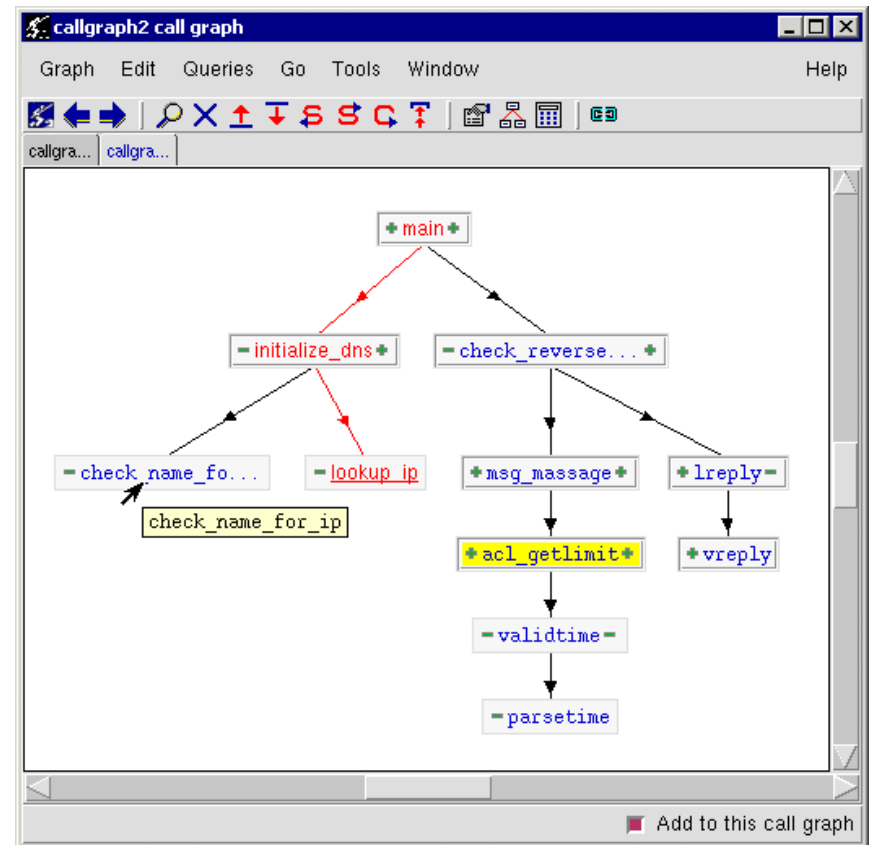 callgraph2 call graph
Graph Edit Queries Go Tools Window Help
callgra... callgra...
main
initialize_dns check_reverse...
check_name_fo... lookup_ip msg_massage lreply
check_name_for_ip
acl_getlimit vreply
validtime
parsetime
Add to this call graph